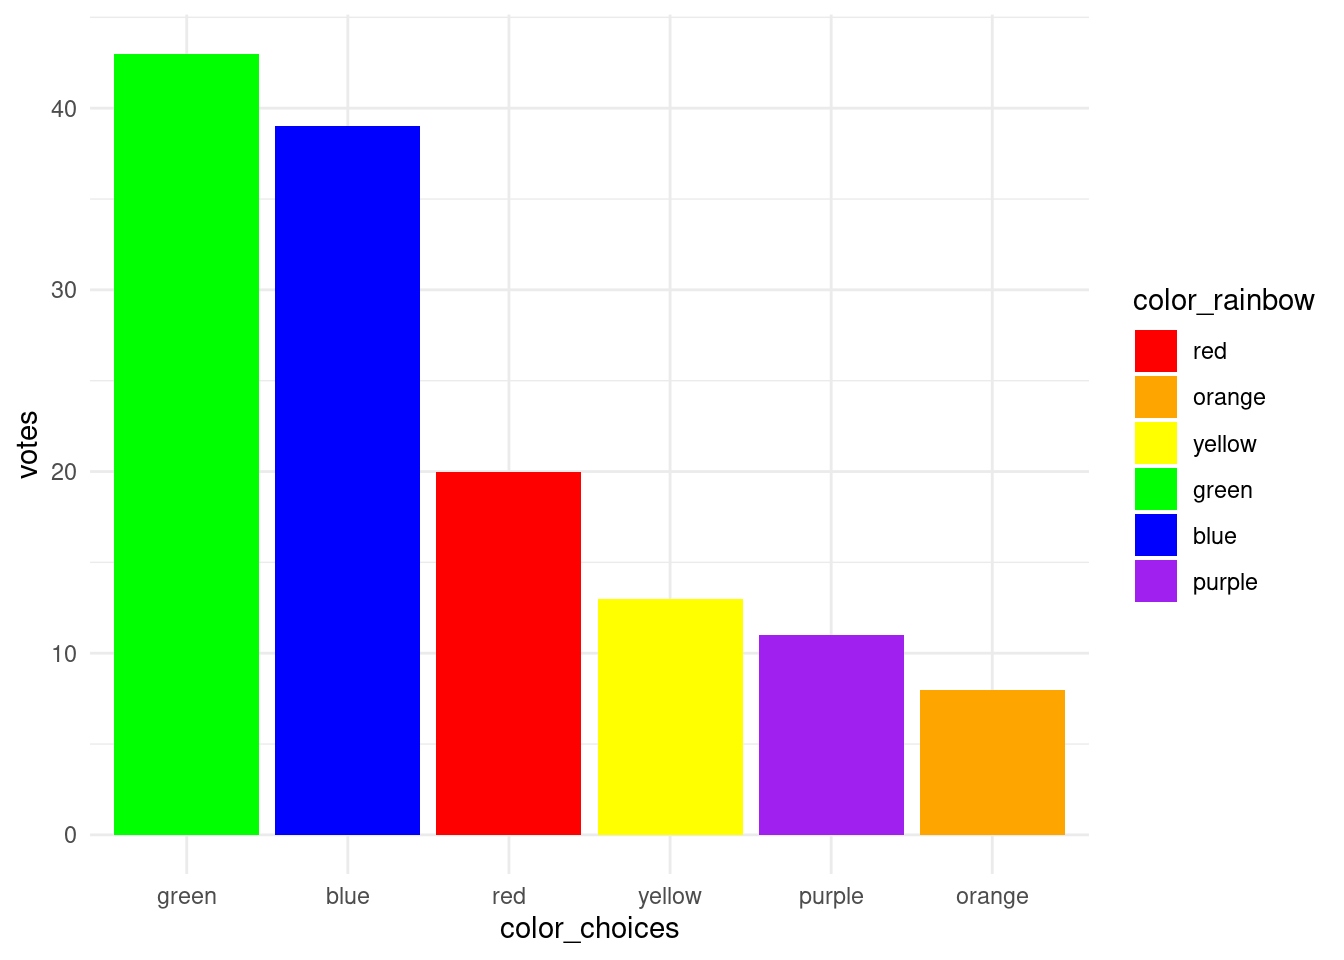 votes
40
30
20
10
0
green blue red yellow purple orange
color_choices
color_rainbow
red
orange
yellow
green
blue
purple